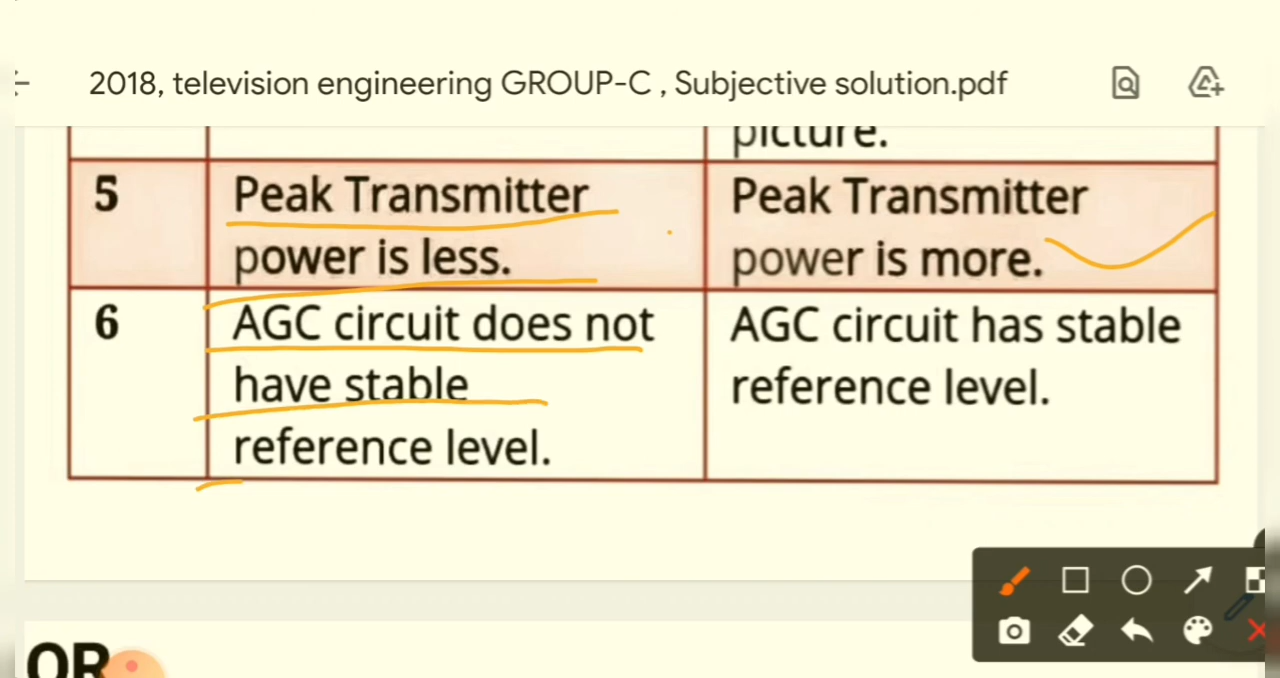 2018, television engineering GROUP-C , Subjective solution.pdf
picture.
5
Peak Transmitter
power is less.
Peak Transmitter
power is more.
6
AGC circuit does not
have stable
reference level.
AGC circuit has stable
reference level.
OR